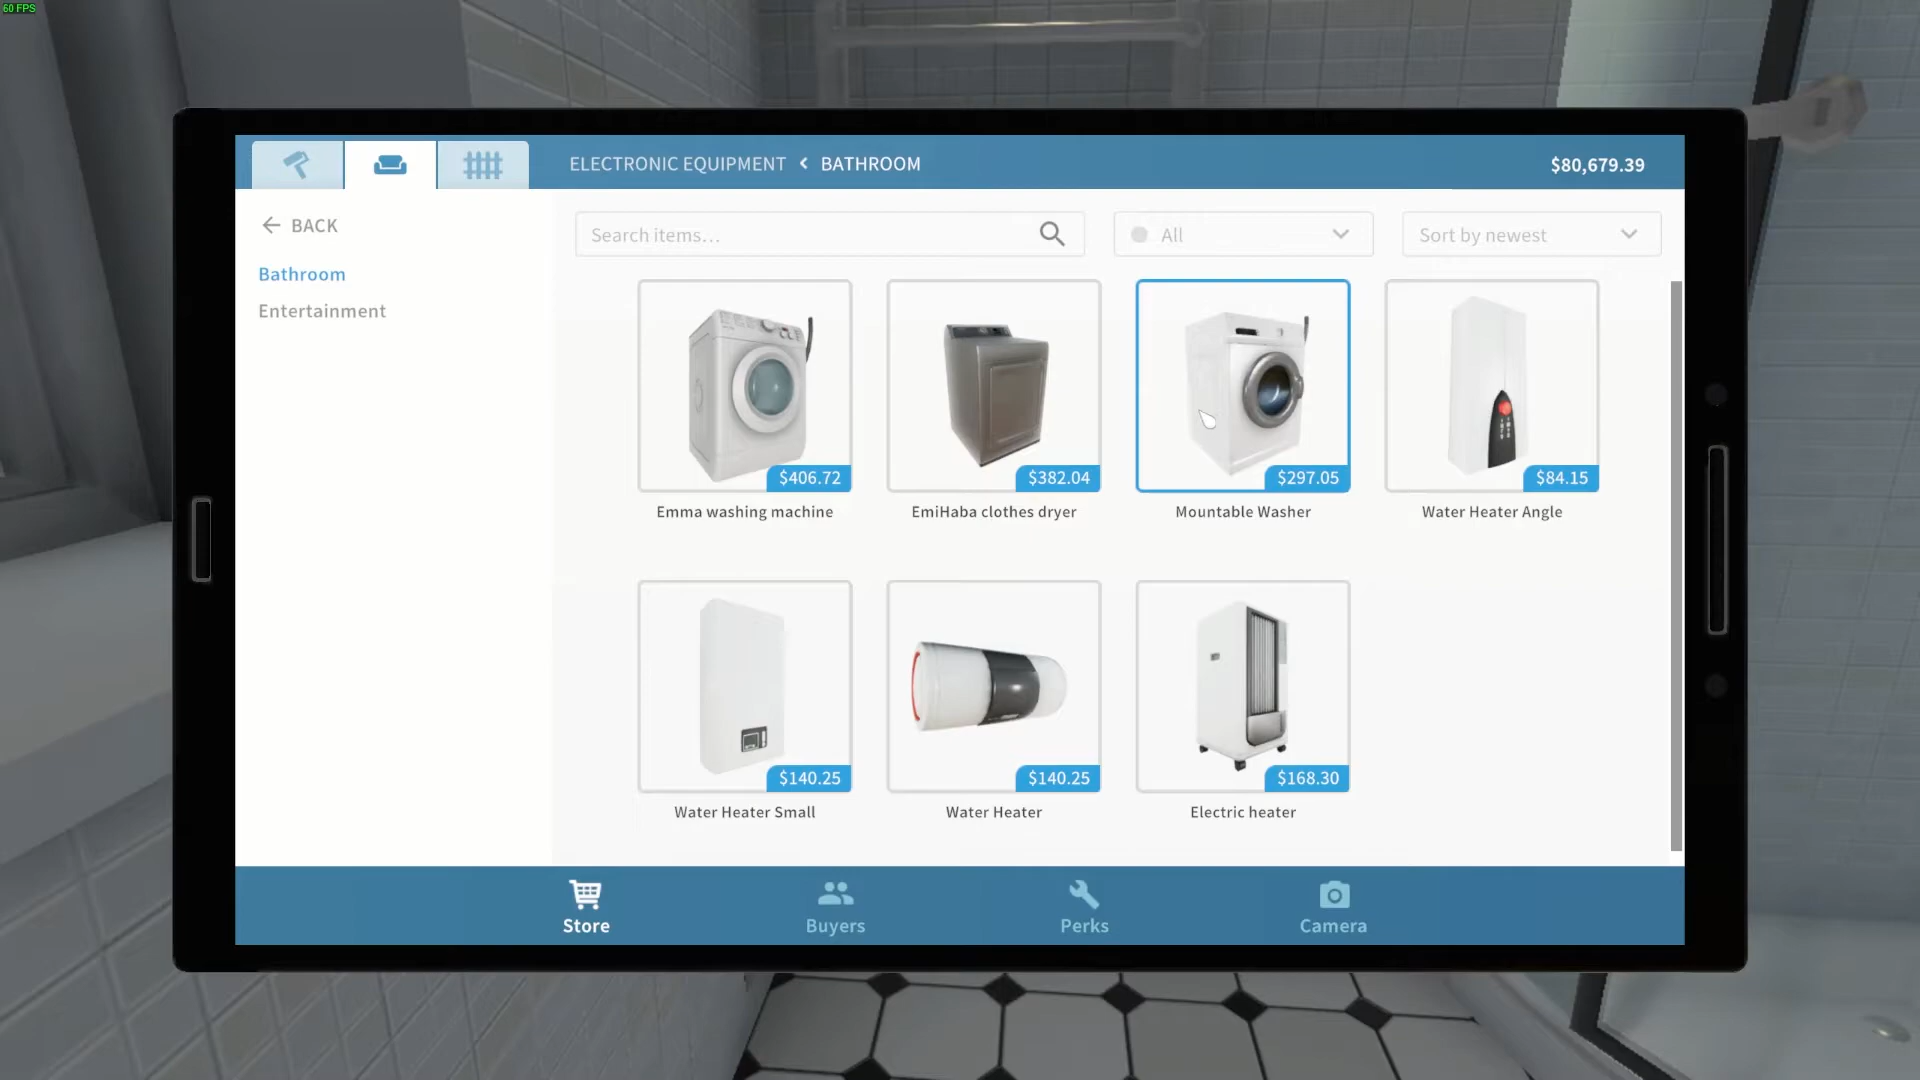 60 FPS
ELECTRONIC EQUIPMENT < BATHROOM
$80,679.39
BACK
Search items...
All
Sort by newest
Bathroom
Entertainment
$406.72
$382.04
$297.05
$84.15
Emma washing machine
EmiHaba clothes dryer
Mountable Washer
Water Heater Angle
$140.25
$140.25
$168.30
Water Heater Small
Water Heater
Electric heater
Store
Buyers
Perks
Camera